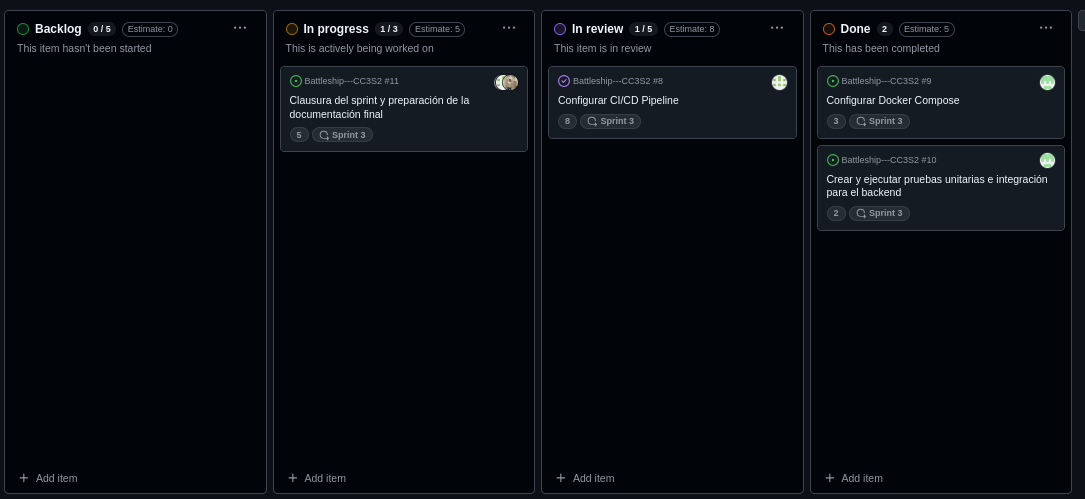 Backlog 0 / 5 Estimate: 0
This item hasn't been started
Add item
In progress 1 / 3 Estimate: 5
This is actively being worked on
Battleship---CC3S2 #11
Clausura del sprint y preparación de la
documentación final
5 Sprint 3
Add item
In review 1 / 5 Estimate: 8
This item is in review
Battleship---CC3S2 #8
Configurar CI/CD Pipeline
8 Sprint 3
Add item
Done 2 Estimate: 5
This has been completed
Battleship---CC3S2 #9
Configurar Docker Compose
3 Sprint 3
Battleship---CC3S2 #10
Crear y ejecutar pruebas unitarias e integración
para el backend
2 Sprint 3
Add item